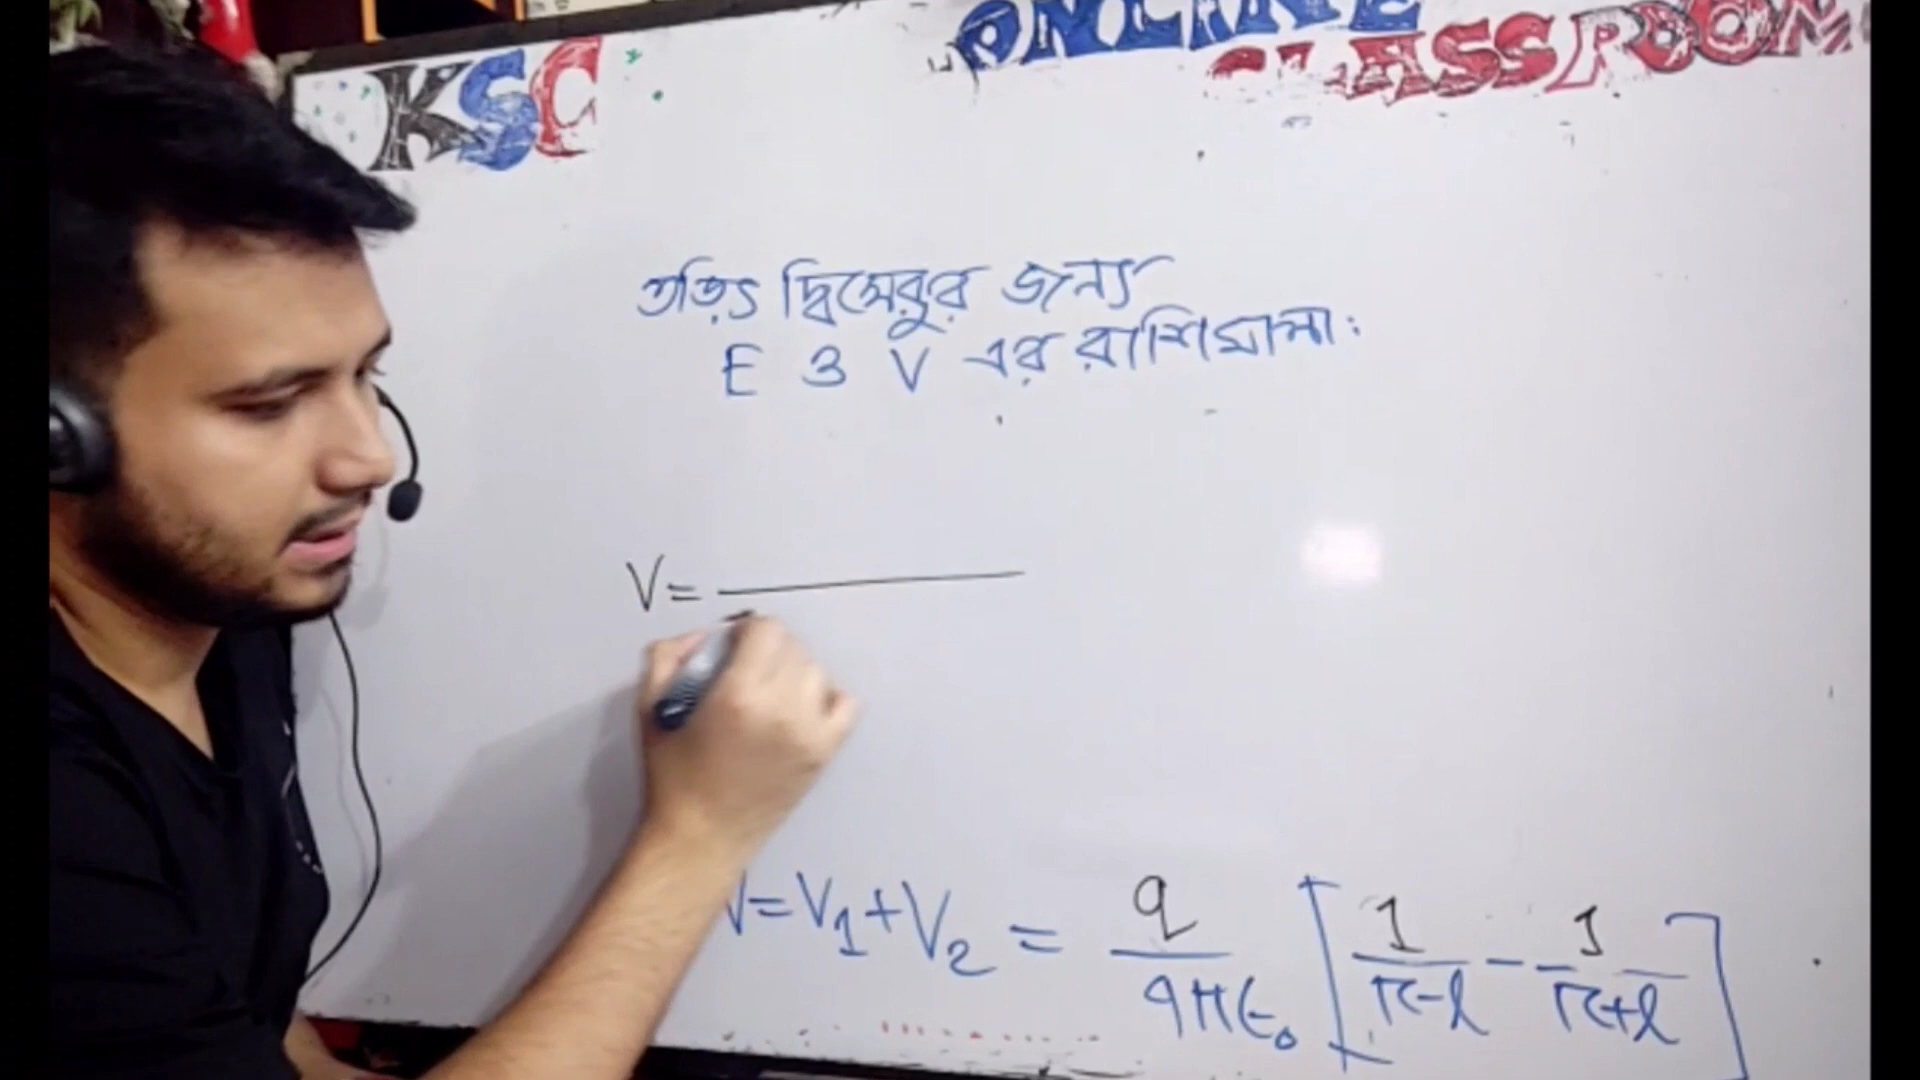 ONLINE
KSC CLASSROOM
তড়িৎ দ্বিমেরুর জন্য
E ও V এর রাশিমালা:
V=
V=V₁+V₂ = q/4πϵ₀ [1/r-l - 1/r+l]